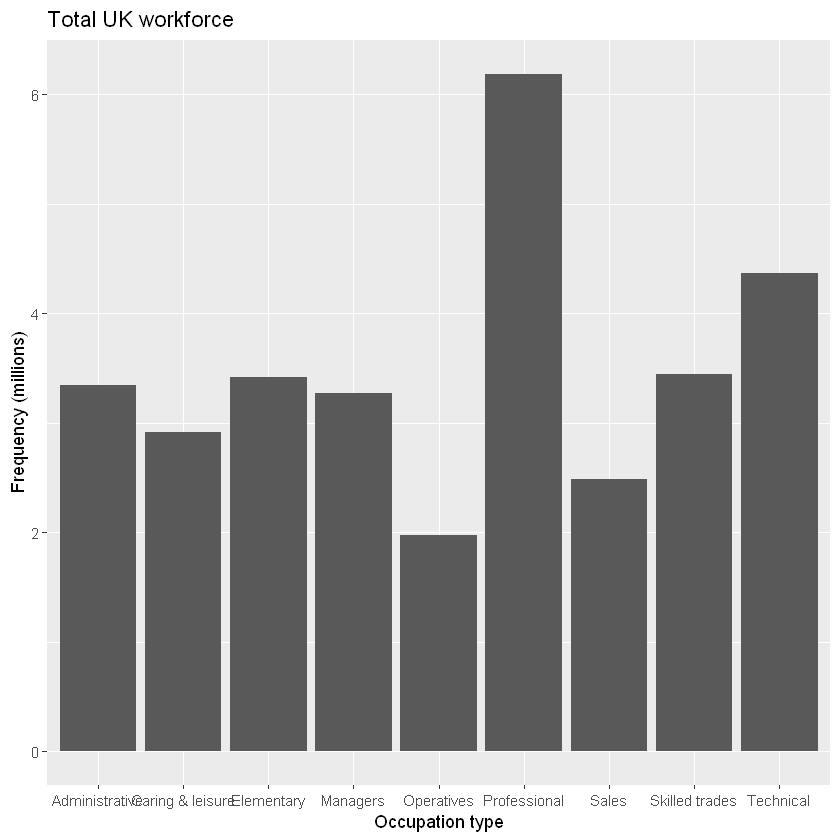 Total UK workforce
Frequency (millions)
6
4
2
0
Administrative Caring & leisure Elementary Managers Operatives Professional Sales Skilled trades Technical
Occupation type